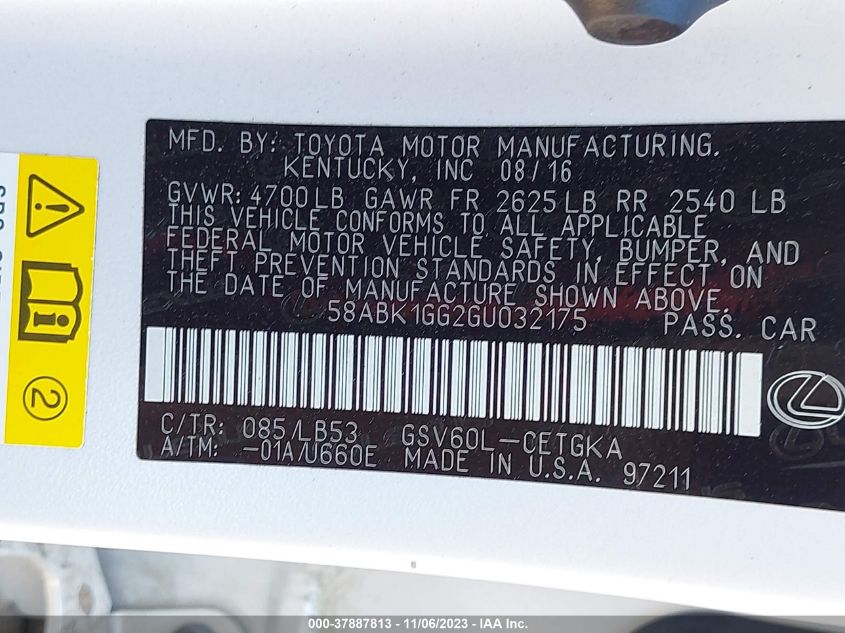 MFD. BY: TOYOTA MOTOR MANUFACTURING.
KENTUCKY, INC 08/16
GVWR: 4700LB GAWR FR 2625LB RR 2540 LB
THIS VEHICLE CONFORMS TO ALL APPLICABLE
FEDERAL MOTOR VEHICLE SAFETY, BUMPER, AND
THEFT PREVENTION STANDARDS IN EFFECT ON
THE DATE OF MANUFACTURE SHOWN ABOVE.
58ABK1GG2GU032175 PASS. CAR
C/TR: 085/LB53 GSV60L-CETGKA
A/TM: -01A/U660E MADE IN U.S.A. 97211
2
000-37887813 - 11/06/2023 - IAA Inc.